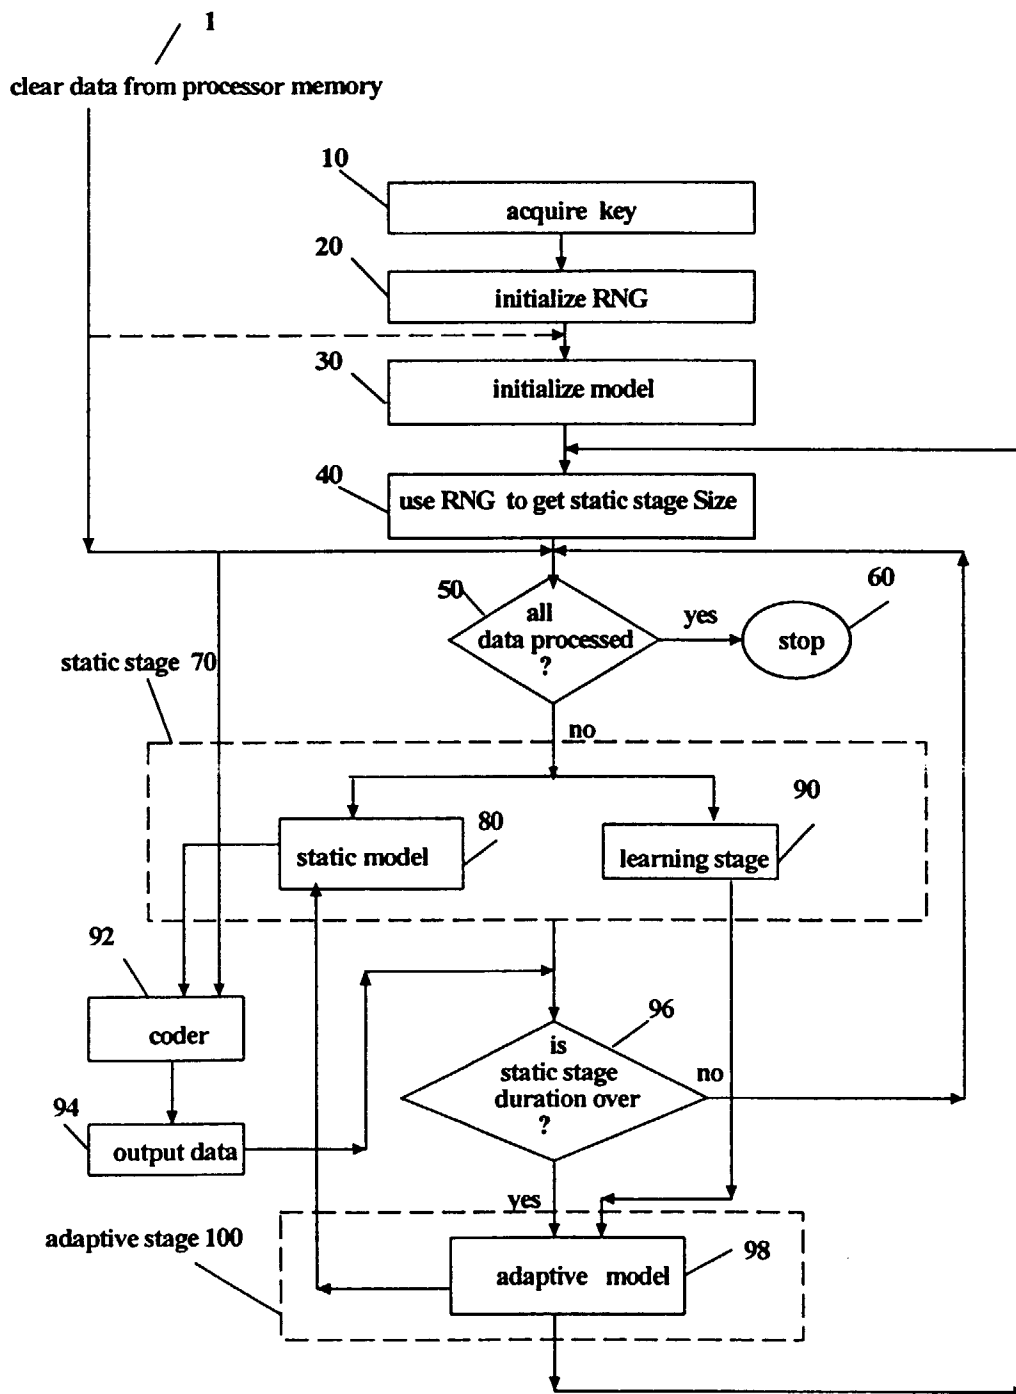 1
clear data from processor memory
10
acquire key
20
initialize RNG
30
initialize model
40
use RNG to get static stage Size
50
all
data processed
?
yes
60
stop
static stage 70
no
80
static model
90
learning stage
92
coder
94
output data
96
is
static stage
duration over
?
no
yes
adaptive stage 100
98
adaptive model